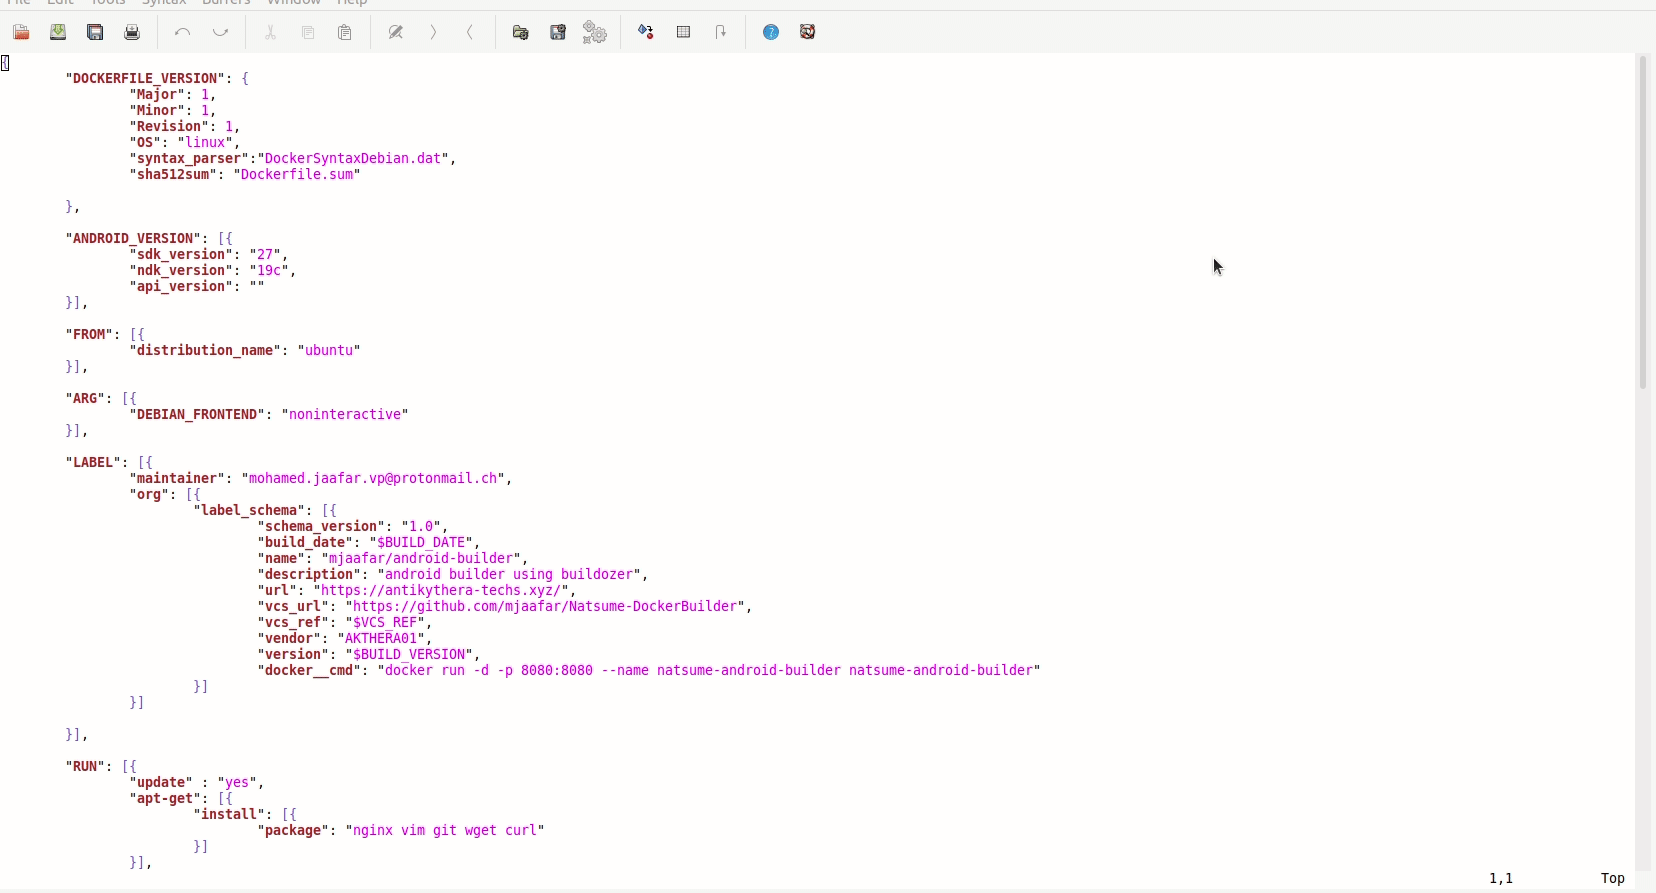 File Edit Tools Syntax Buffers Window Help
{
"DOCKERFILE_VERSION": {
"Major": 1,
"Minor": 1,
"Revision": 1,
"OS": "linux",
"syntax_parser":"DockerSyntaxDebian.dat",
"sha512sum": "Dockerfile.sum"
},
"ANDROID_VERSION": [{
"sdk_version": "27",
"ndk_version": "19c",
"api_version": ""
}],
"FROM": [{
"distribution_name": "ubuntu"
}],
"ARG": [{
"DEBIAN_FRONTEND": "noninteractive"
}],
"LABEL": [{
"maintainer": "mohamed.jaafar.vp@protonmail.ch",
"org": [{
"label_schema": [{
"schema_version": "1.0",
"build_date": "$BUILD_DATE",
"name": "mjaafar/android-builder",
"description": "android builder using buildozer",
"url": "https://antikythera-techs.xyz/",
"vcs_url": "https://github.com/mjaafar/Natsume-DockerBuilder",
"vcs_ref": "$VCS_REF",
"vendor": "AKTHERA01",
"version": "$BUILD_VERSION",
"docker__cmd": "docker run -d -p 8080:8080 --name natsume-android-builder natsume-android-builder"
}]
}]
}],
"RUN": [{
"update" : "yes",
"apt-get": [{
"install": [{
"package": "nginx vim git wget curl"
}]
}],
1,1 Top